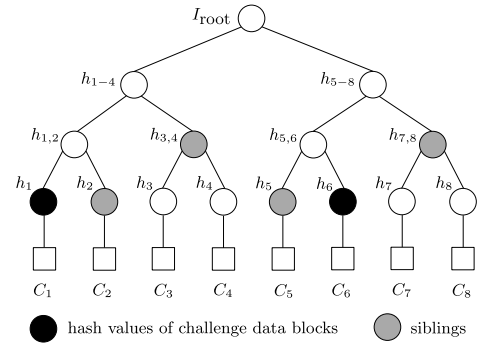 I_root
h_{1−4} h_{5−8}
h_{1,2} h_{3,4} h_{5,6} h_{7,8}
h_1 h_2 h_3 h_4 h_5 h_6 h_7 h_8
C_1 C_2 C_3 C_4 C_5 C_6 C_7 C_8
hash values of challenge data blocks siblings